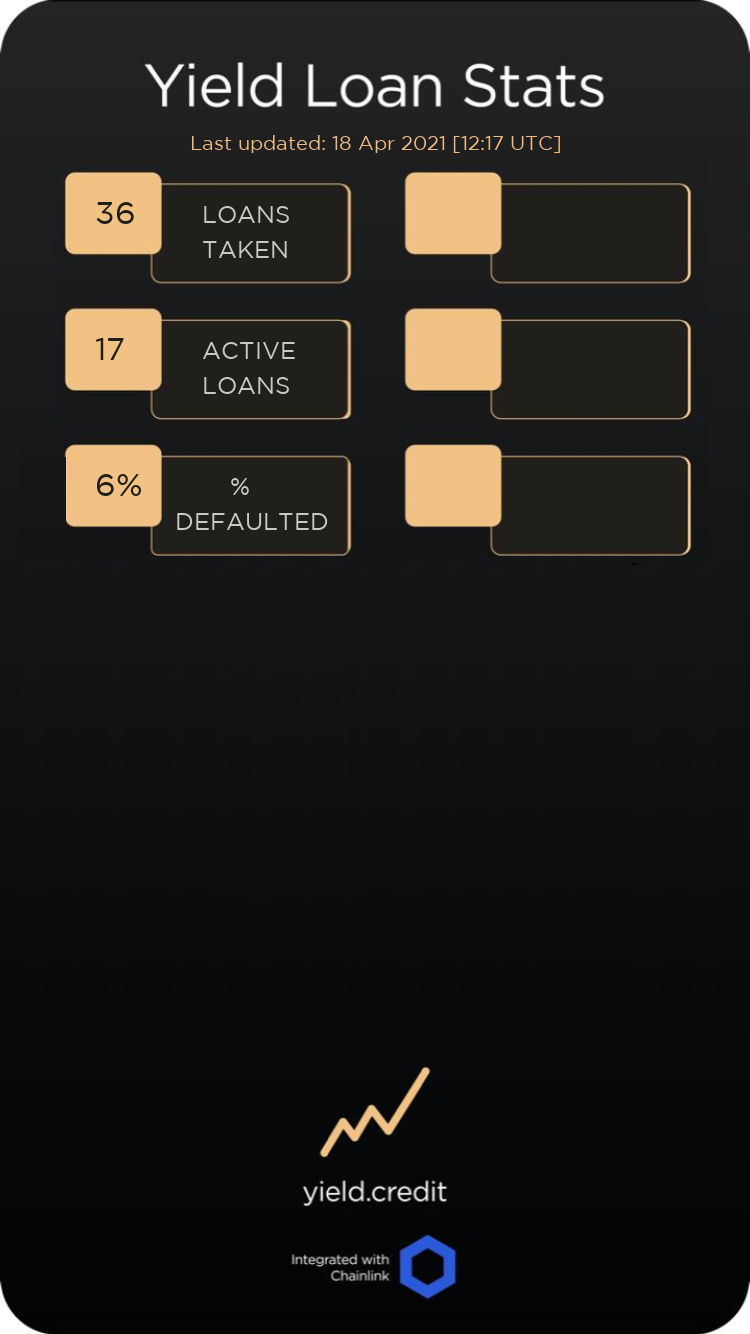 Yield Loan Stats
Last updated: 18 Apr 2021 [12:17 UTC]
36
LOANS
TAKEN
17
ACTIVE
LOANS
6%
%
DEFAULTED
yield.credit
Integrated with
Chainlink